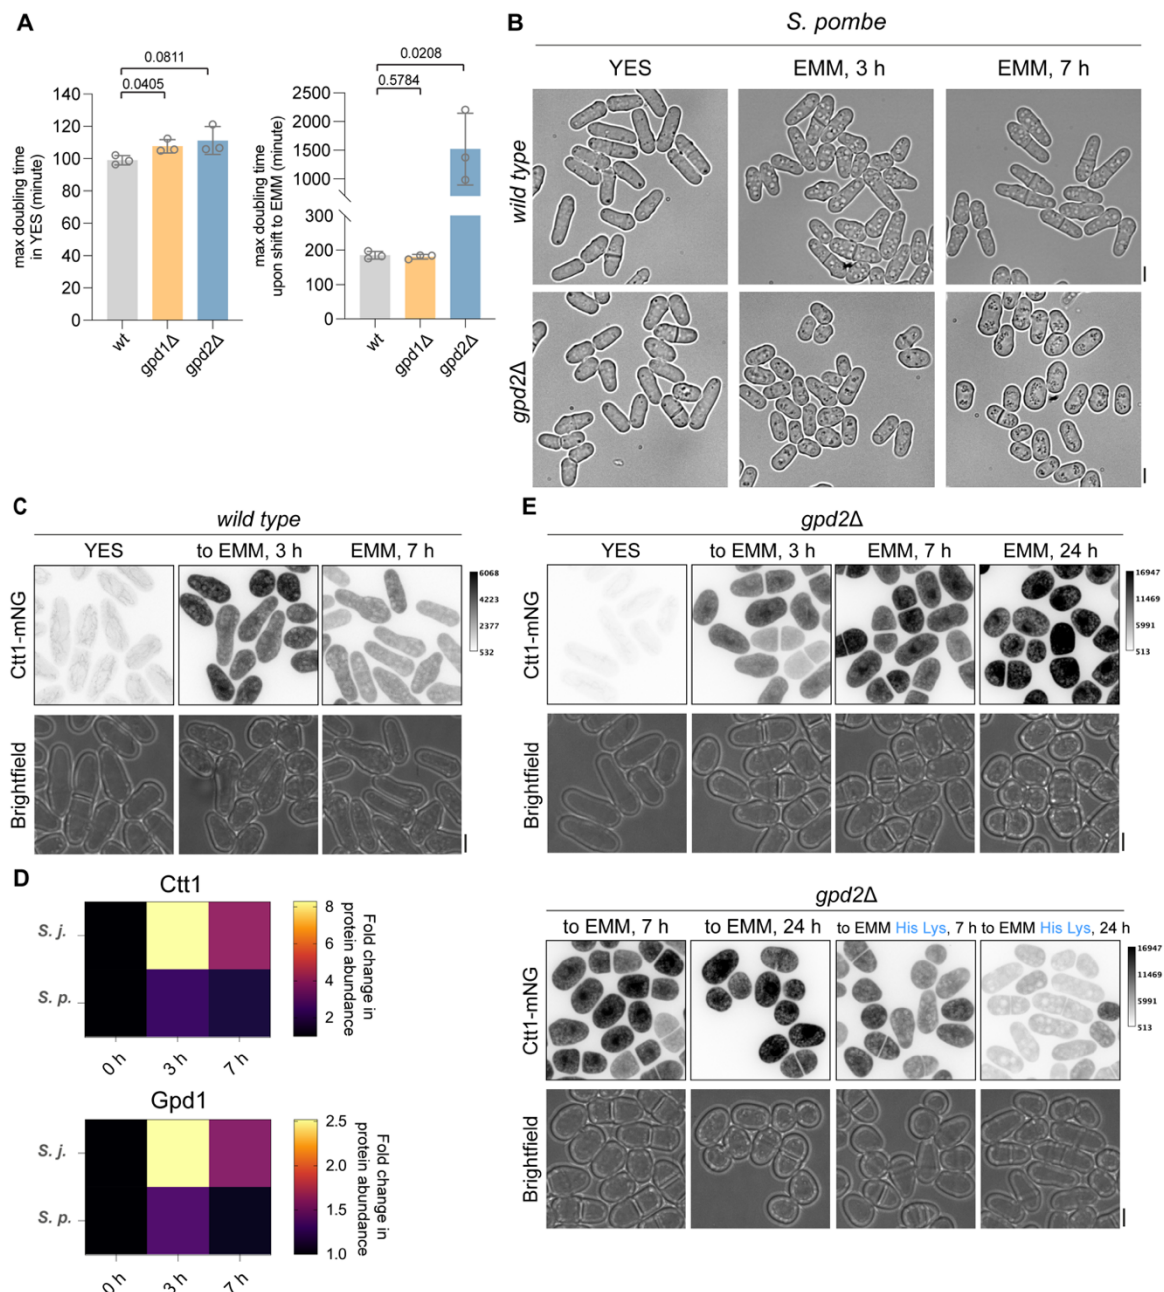 A
0.0811
0.0405
140
120
100
80
60
40
20
0
max doubling time
in YES (minute)
wt
gpd1Δ
gpd2Δ
0.0208
0.5784
2500
2000
1500
1000
300
200
100
0
max doubling time
upon shift to EMM (minute)
wt
gpd1Δ
gpd2Δ
B
S. pombe
YES
EMM, 3 h
EMM, 7 h
wild type
gpd2Δ
C
wild type
YES
to EMM, 3 h
EMM, 7 h
Ctt1-mNG
6068
4223
2377
532
Brightfield
D
Ctt1
S. j.
S. p.
0 h
3 h
7 h
8
6
4
2
Fold change in
protein abundance
Gpd1
S. j.
S. p.
0 h
3 h
7 h
2.5
2.0
1.5
1.0
Fold change in
protein abundance
E
gpd2Δ
YES
to EMM, 3 h
EMM, 7 h
EMM, 24 h
Ctt1-mNG
16947
11469
5991
513
Brightfield
gpd2Δ
to EMM, 7 h
to EMM, 24 h
to EMM His Lys, 7 h
to EMM His Lys, 24 h
Ctt1-mNG
16947
11469
5991
513
Brightfield